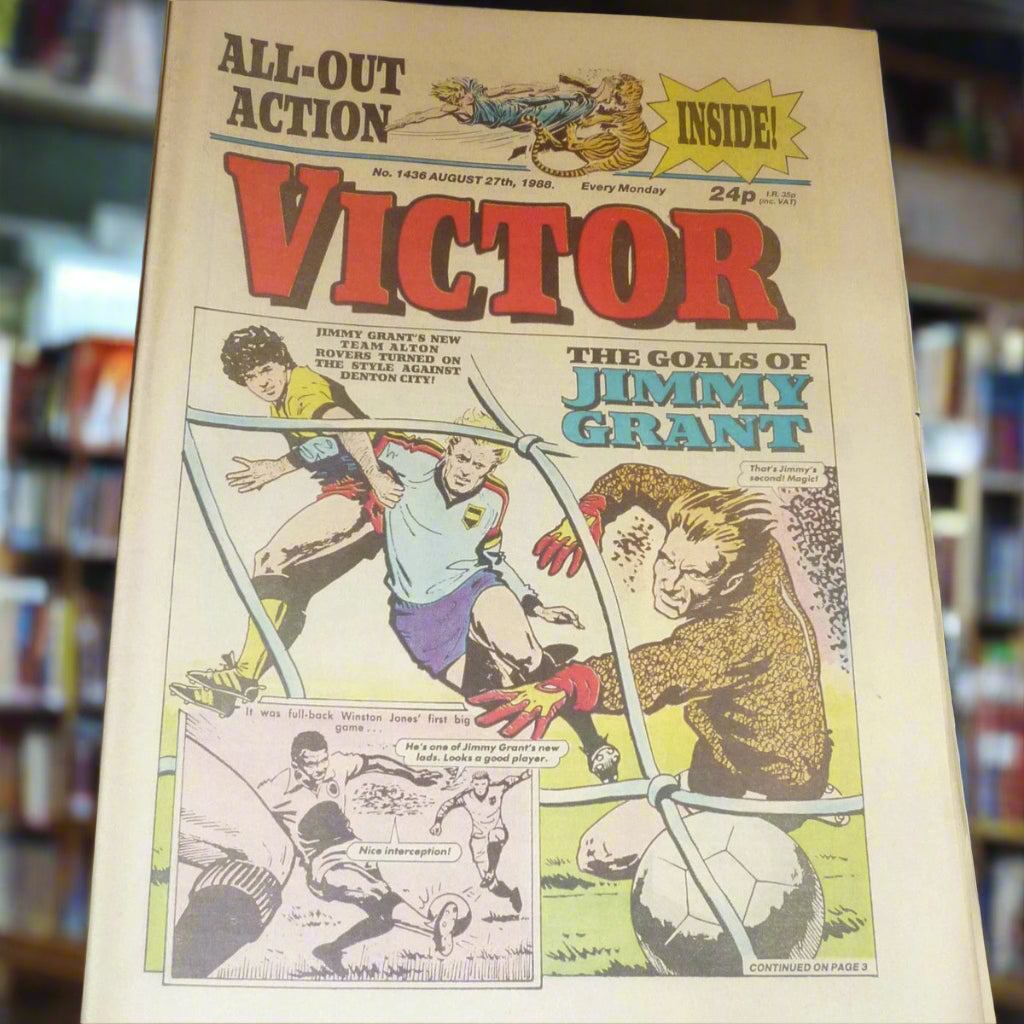 ALL-OUT
ACTION
INSIDE!
No. 1436 AUGUST 27th, 1988. Every Monday
24p
I.R. 35p
(inc. VAT)
VICTOR
JIMMY GRANT'S NEW
TEAM ALTON
ROVERS TURNED ON
THE STYLE AGAINST
DENTON CITY!
THE GOALS OF
JIMMY
GRANT
That's Jimmy's
second! Magic!
It was full-back Winston Jones' first big
game . . .
He's one of Jimmy Grant's new
lads. Looks a good player.
Nice interception!
CONTINUED ON PAGE 3